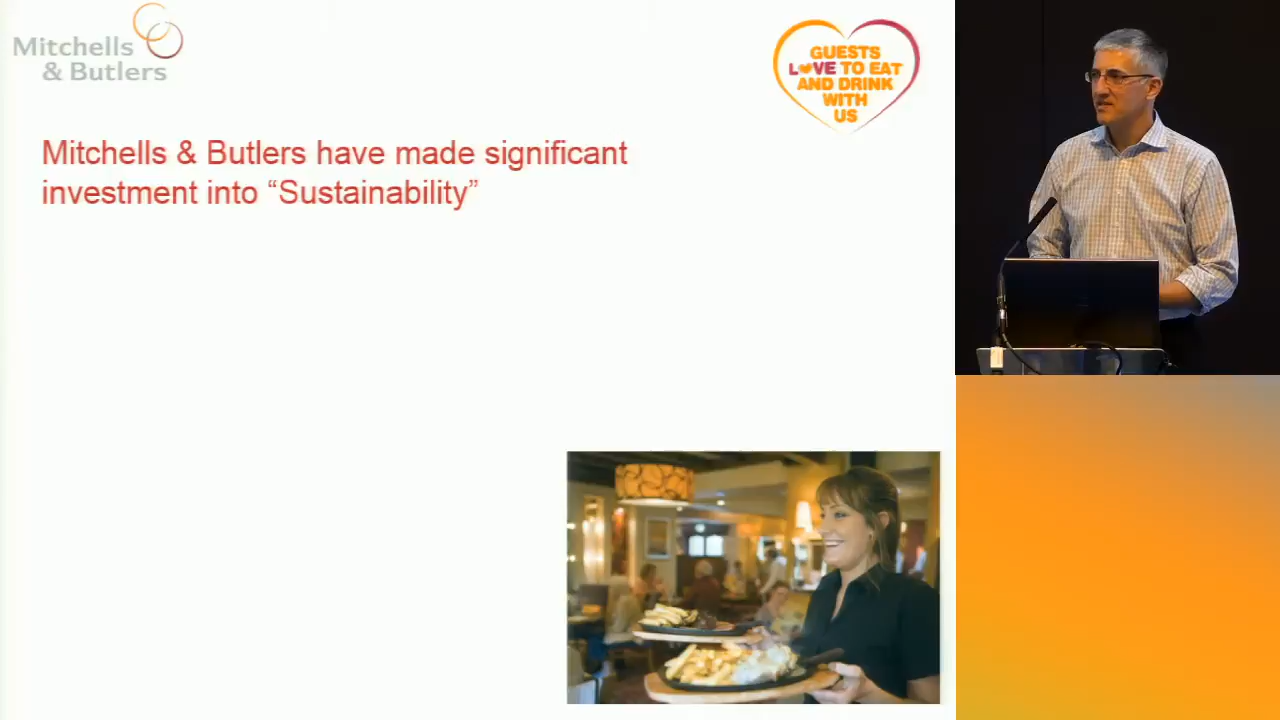 Mitchells
& Butlers
GUESTS
LOVE TO EAT
AND DRINK
WITH
US
Mitchells & Butlers have made significant
investment into “Sustainability”